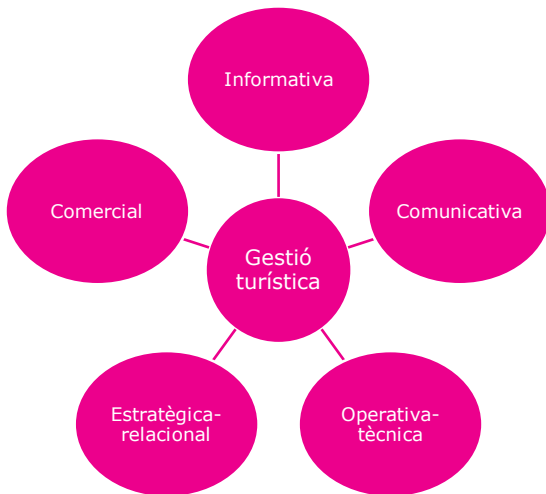 Informativa
Comercial
Comunicativa
Gestió
turística
Estratègica-
relacional
Operativa-
tècnica